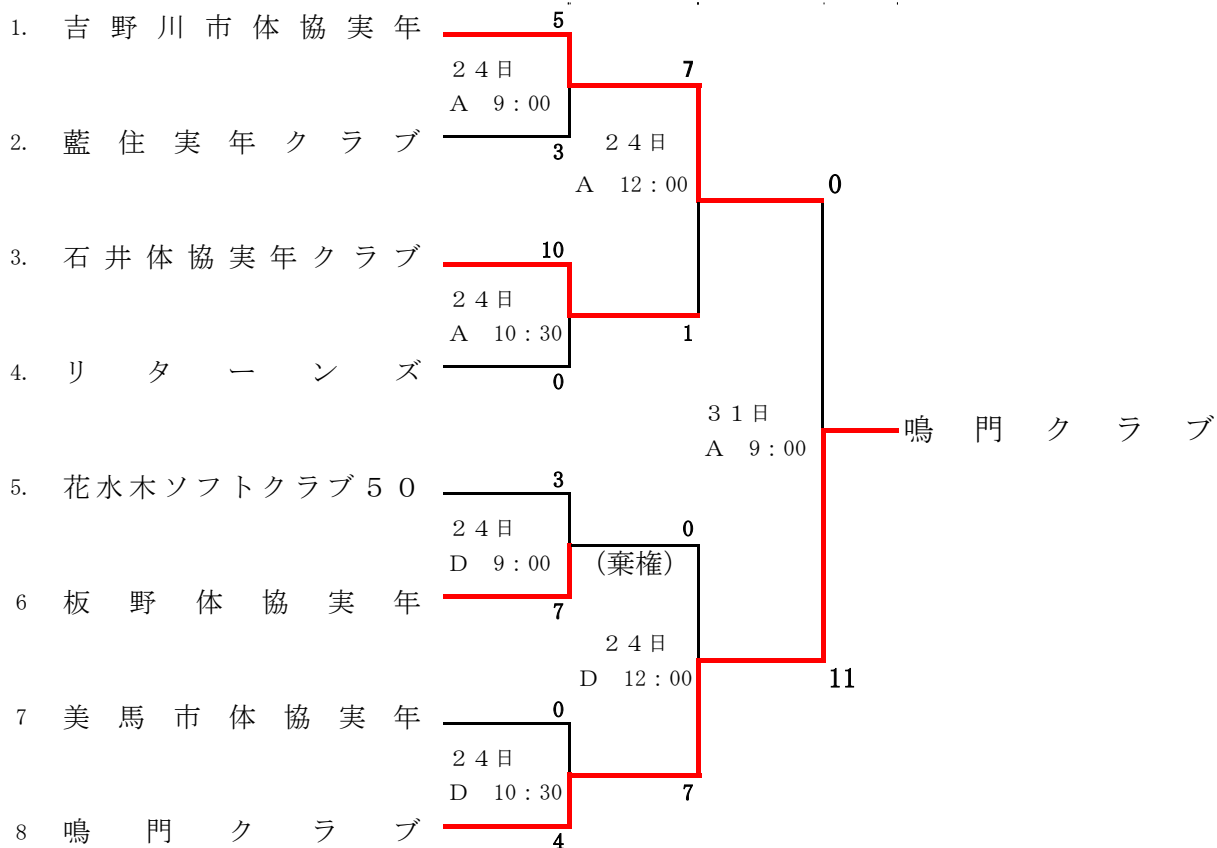 1. 吉野川市体協実年 5
24日
A 9:00
2. 藍住実年クラブ 3
7
24日
A 12:00
3. 石井体協実年クラブ 10
24日
A 10:30
1
4. リターンズ 0
0
31日
A 9:00
鳴門クラブ
5. 花水木ソフトクラブ50 3
24日
D 9:00
0
(棄権)
6 板野体協実年 7
24日
D 12:00
11
7 美馬市体協実年 0
24日
D 10:30
7
8 鳴門クラブ 4